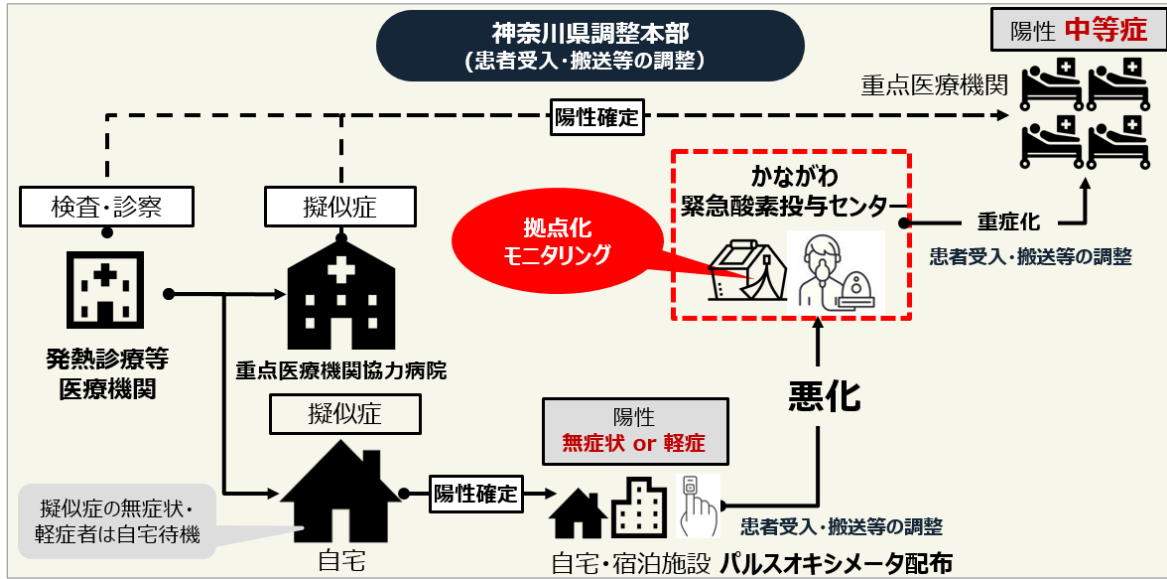 神奈川県調整本部
(患者受入・搬送等の調整)
陽性 中等症
重点医療機関
陽性確定
検査・診察
擬似症
かながわ
緊急酸素投与センター
拠点化
モニタリング
重症化
患者受入・搬送等の調整
発熱診療等
医療機関
重点医療機関協力病院
擬似症
陽性
無症状 or 軽症
悪化
陽性確定
擬似症の無症状・
軽症者は自宅待機
自宅
患者受入・搬送等の調整
自宅・宿泊施設 パルスオキシメータ配布